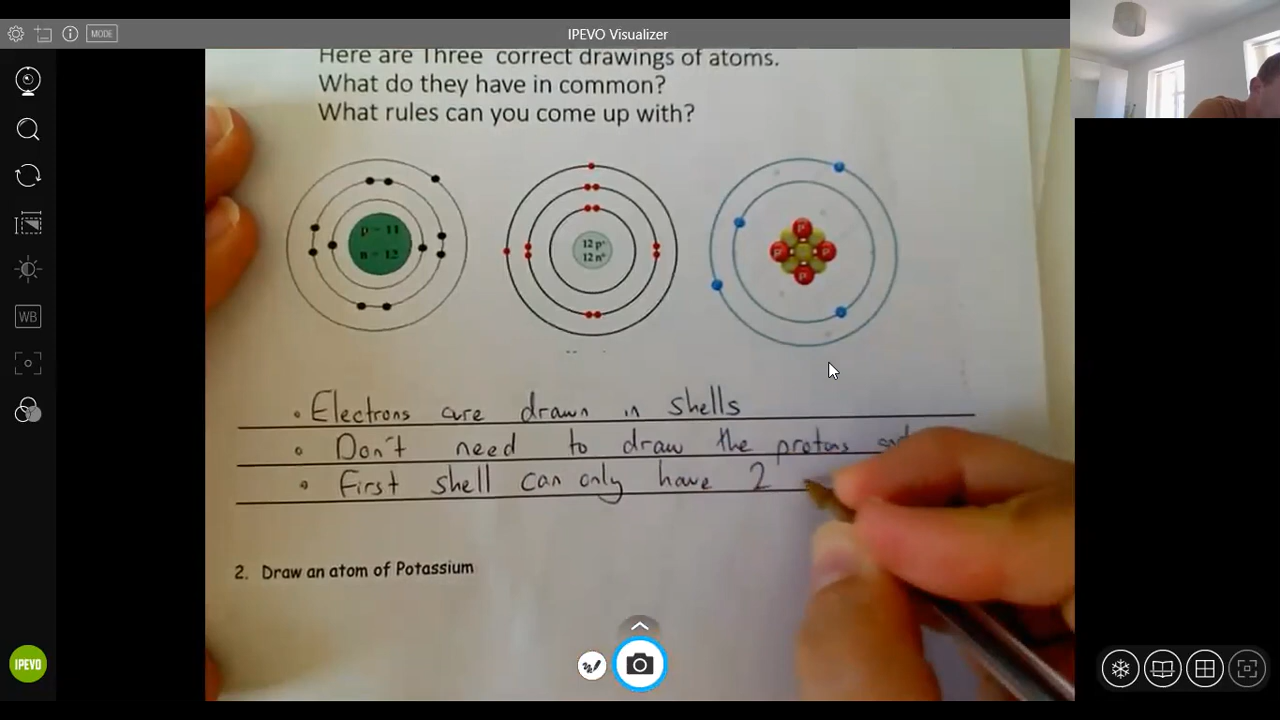 MODE
IPEVO Visualizer
Here are Three correct drawings of atoms.
What do they have in common?
What rules can you come up with?
p = 11
n = 12
12 p⁺
12 n⁰
P
P
P
P
• Electrons are drawn in shells
• Don't need to draw the protons
• First shell can only have 2
2. Draw an atom of Potassium
WB
IPEVO